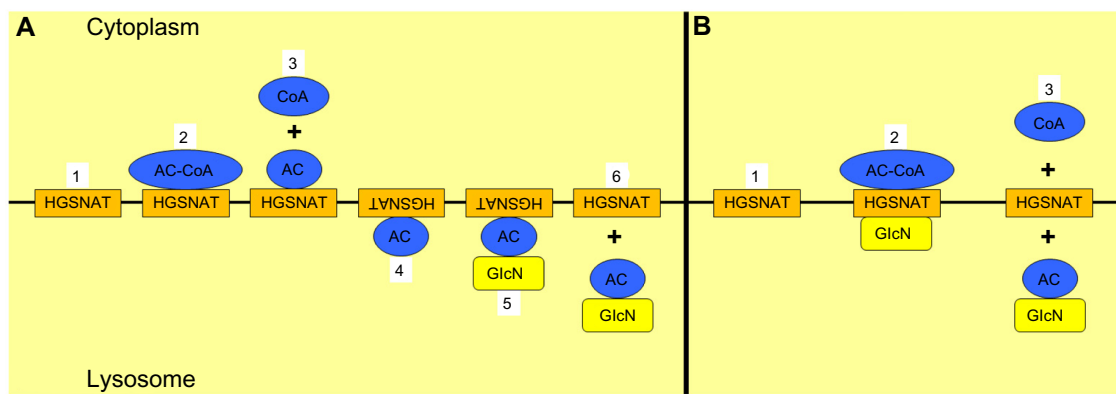 A
Cytoplasm
B
3
CoA
+
2
AC-CoA
AC
1
HGSNAT
HGSNAT
HGSNAT
HGSNAT
AC
4
HGSNAT
AC
GlcN
5
6
HGSNAT
+
AC
GlcN
Lysosome
1
HGSNAT
2
AC-CoA
HGSNAT
GlcN
3
CoA
+
HGSNAT
+
AC
GlcN